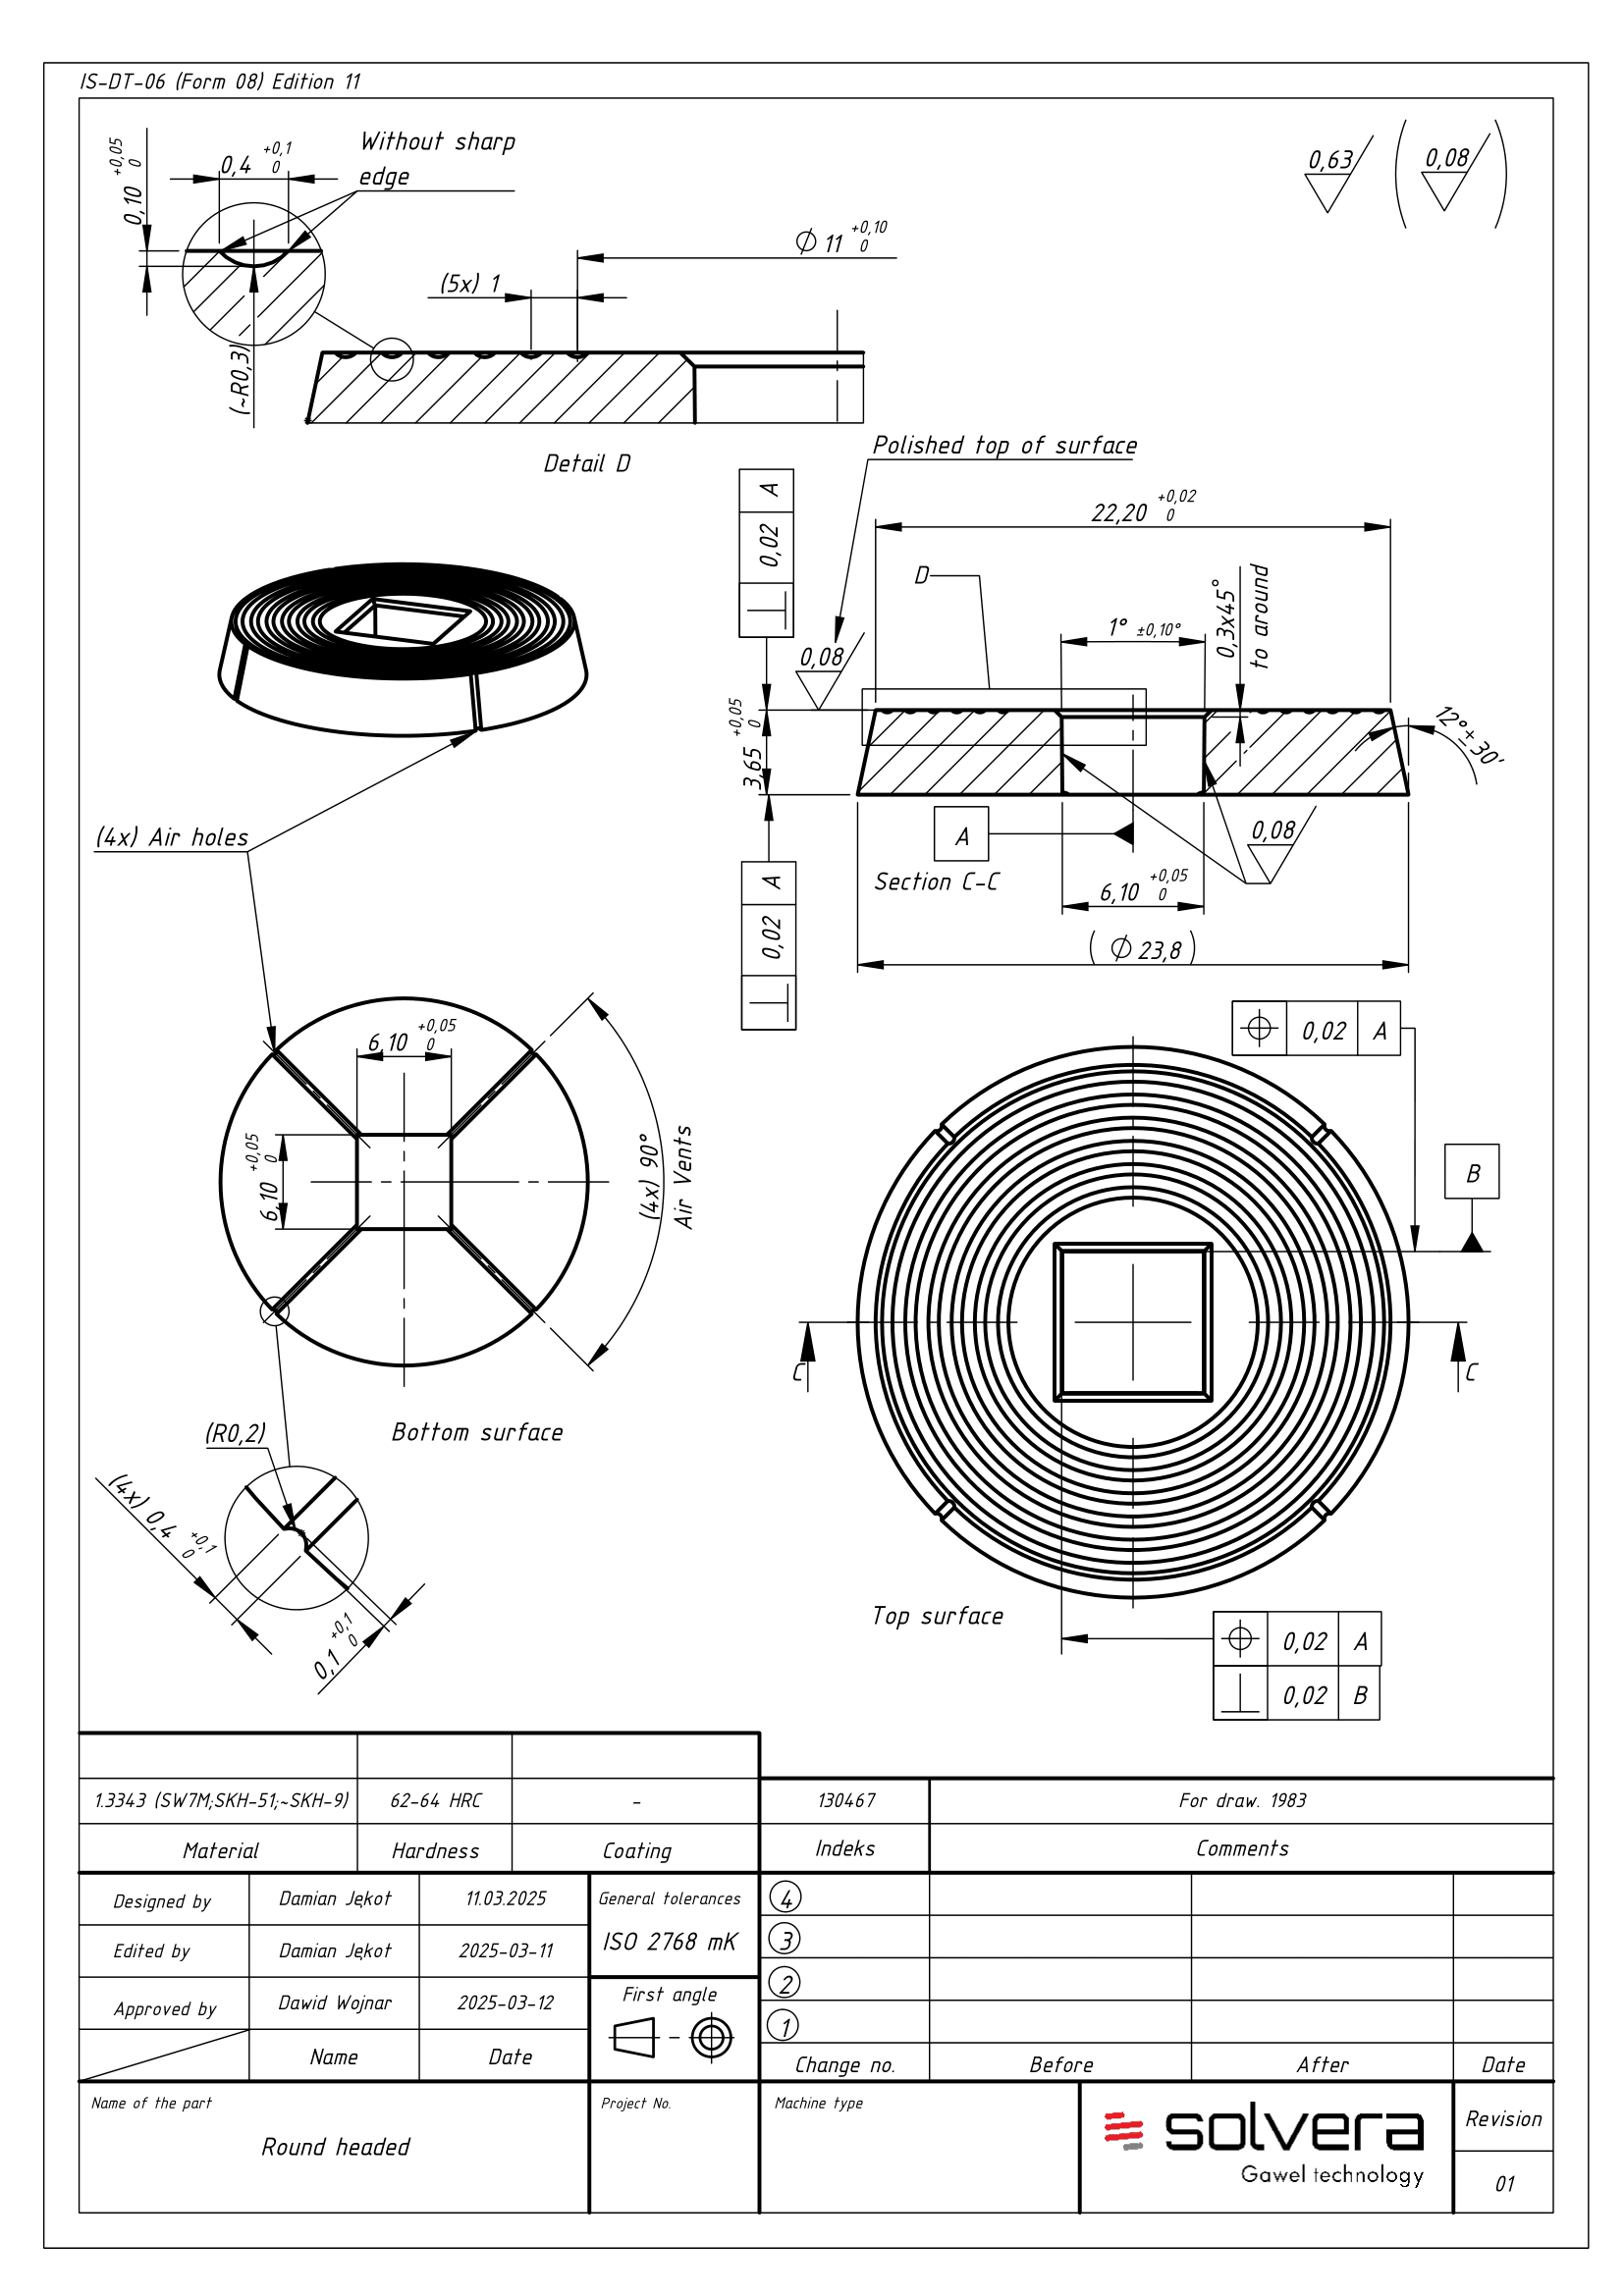 IS-DT-06 (Form 08) Edition 11
0,63
0,08
0,10 +0,05 0
0,4 +0,1 0
Without sharp
edge
(~R0,3)
(5x) 1
Ø 11 +0,10 0
Detail D
Polished top of surface
⊥ 0,02 A
22,20 +0,02 0
D
0,08
1° ±0,10°
0,3x45°
to around
3,65 +0,05 0
12°±30'
A
0,08
Section C-C
6,10 +0,05 0
(Ø 23,8)
⊥ 0,02 A
(4x) Air holes
6,10 +0,05 0
6,10 +0,05 0
(4x) 90°
Air Vents
Bottom surface
(R0,2)
(4x) 0,4 +0,1 0
0,1 +0,1 0
⌖ 0,02 A
B
C
C
Top surface
⌖ 0,02 A
⊥ 0,02 B
1.3343 (SW7M;SKH-51;~SKH-9)
62-64 HRC
-
130467
For draw. 1983
Material
Hardness
Coating
Indeks
Comments
Designed by
Damian Jękot
11.03.2025
General tolerances
ISO 2768 mK
Edited by
Damian Jękot
2025-03-11
Approved by
Dawid Wojnar
2025-03-12
First angle
Name
Date
4
3
2
1
Change no.
Before
After
Date
Name of the part
Round headed
Project No.
Machine type
solvera
Gawel technology
Revision
01